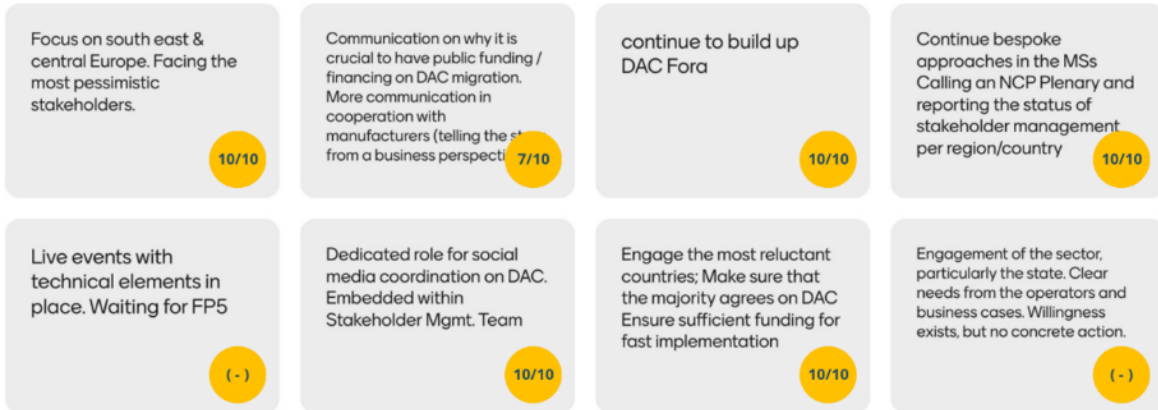 Focus on south east &
central Europe. Facing the
most pessimistic
stakeholders.
10/10
Communication on why it is
crucial to have public funding /
financing on DAC migration.
More communication in
cooperation with
manufacturers (telling the
from a business
7/10
continue to build up
DAC Fora
10/10
Continue bespoke
approaches in the MSs
Calling an NCP Plenary and
reporting the status of
stakeholder management
per region/country
10/10
Live events with
technical elements in
place. Waiting for FP5
( - )
Dedicated role for social
media coordination on DAC.
Embedded within
Stakeholder Mgmt. Team
10/10
Engage the most reluctant
countries; Make sure that
the majority agrees on DAC
Ensure sufficient funding for
fast implementation
10/10
Engagement of the sector,
particularly the state. Clear
needs from the operators and
business cases. Willingness
exists, but no concrete action.
( - )